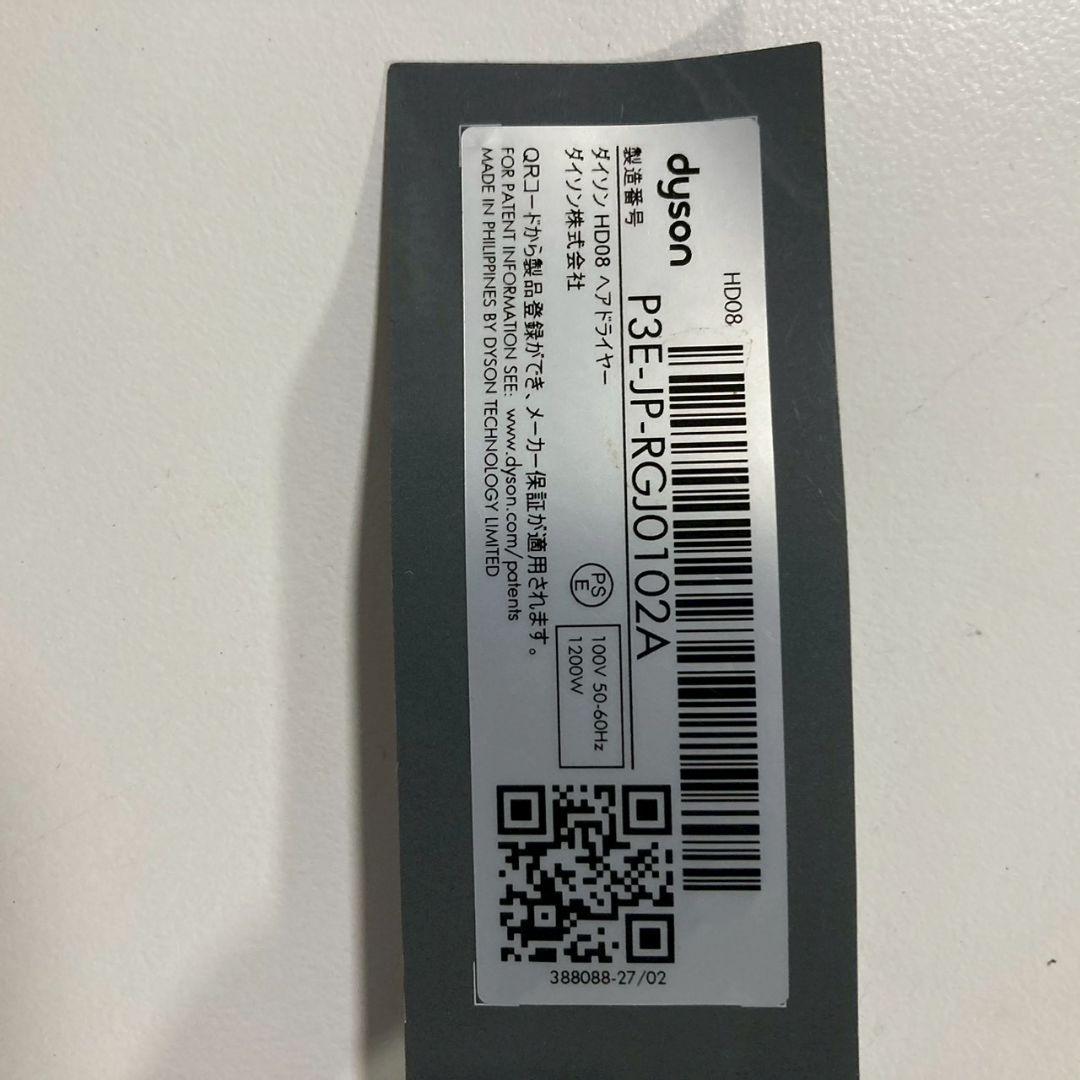 dyson
HD08
製造番号 P3E-JP-RGJ0102A
ダイソン HD08 ヘアドライヤー
ダイソン株式会社
PS
E
100V 50-60Hz
1200W
QRコードから製品登録ができ、メーカー保証が適用されます。
FOR PATENT INFORMATION SEE: www.dyson.com/patents
MADE IN PHILIPPINES BY DYSON TECHNOLOGY LIMITED
388088-27/02